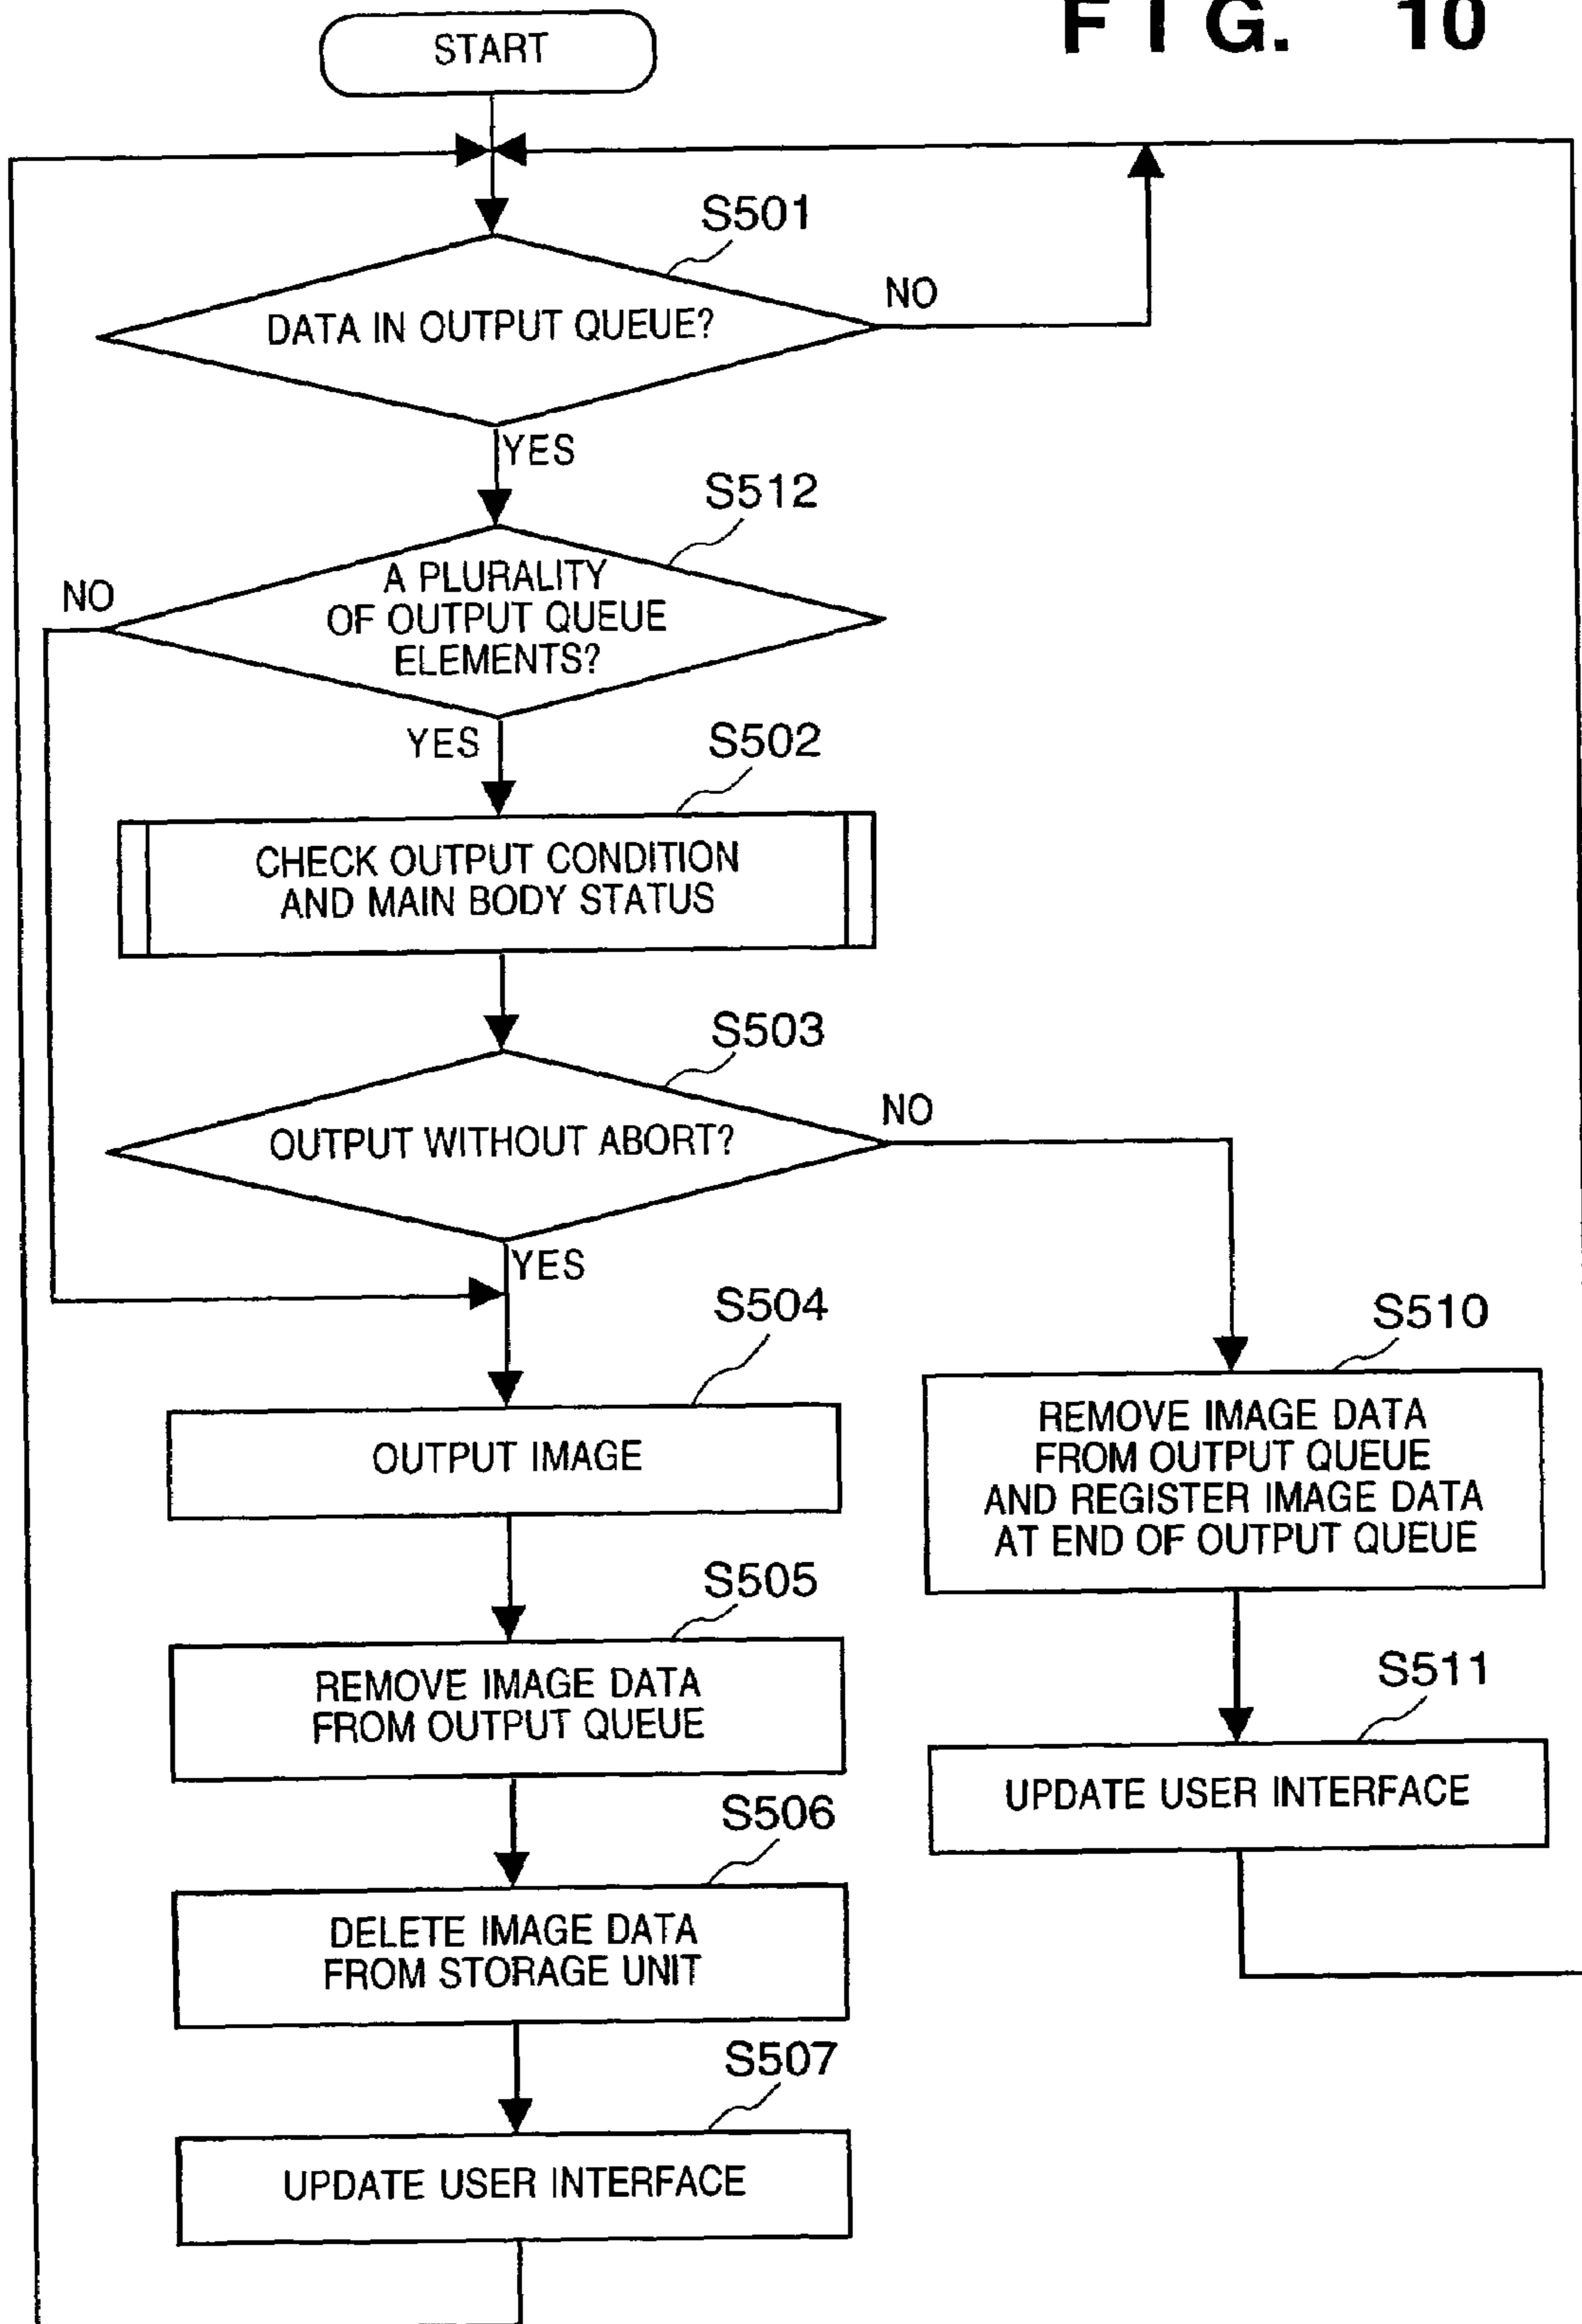 FIG. 10
START
S501
DATA IN OUTPUT QUEUE?
NO
YES
S512
A PLURALITY
OF OUTPUT QUEUE
ELEMENTS?
NO
YES
S502
CHECK OUTPUT CONDITION
AND MAIN BODY STATUS
S503
OUTPUT WITHOUT ABORT?
NO
YES
S504
OUTPUT IMAGE
S510
REMOVE IMAGE DATA
FROM OUTPUT QUEUE
AND REGISTER IMAGE DATA
AT END OF OUTPUT QUEUE
S505
REMOVE IMAGE DATA
FROM OUTPUT QUEUE
S511
UPDATE USER INTERFACE
S506
DELETE IMAGE DATA
FROM STORAGE UNIT
S507
UPDATE USER INTERFACE